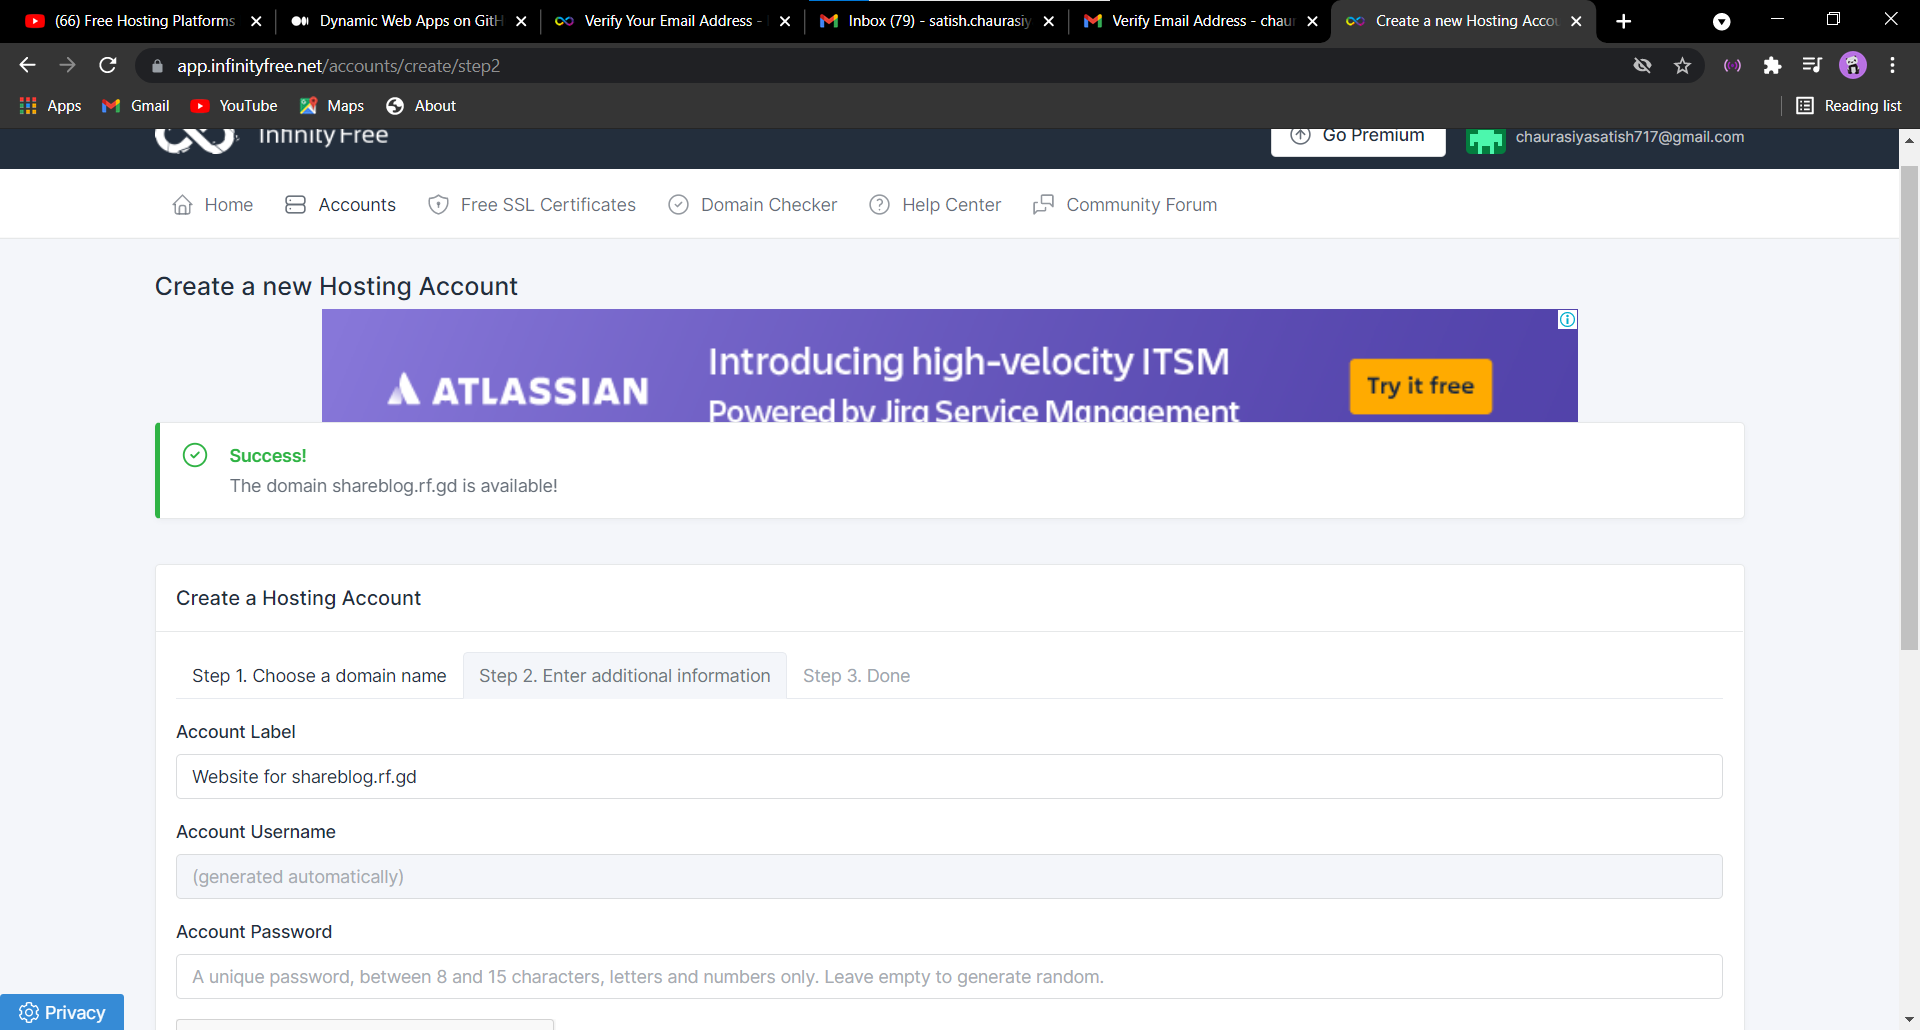 (66) Free Hosting Platforms
Dynamic Web Apps on GitH
Verify Your Email Address -
Inbox (79) - satish.chaurasiy
Verify Email Address - chaur
Create a new Hosting Accou
app.infinityfree.net/accounts/create/step2
Apps
Gmail
YouTube
Maps
About
Reading list
Infinity Free
Go Premium
chaurasiyasatish717@gmail.com
Home
Accounts
Free SSL Certificates
Domain Checker
Help Center
Community Forum
Create a new Hosting Account
ATLASSIAN
Introducing high-velocity ITSM
Powered by Jira Service Management
Try it free
Success!
The domain shareblog.rf.gd is available!
Create a Hosting Account
Step 1. Choose a domain name
Step 2. Enter additional information
Step 3. Done
Account Label
Website for shareblog.rf.gd
Account Username
(generated automatically)
Account Password
A unique password, between 8 and 15 characters, letters and numbers only. Leave empty to generate random.
Privacy